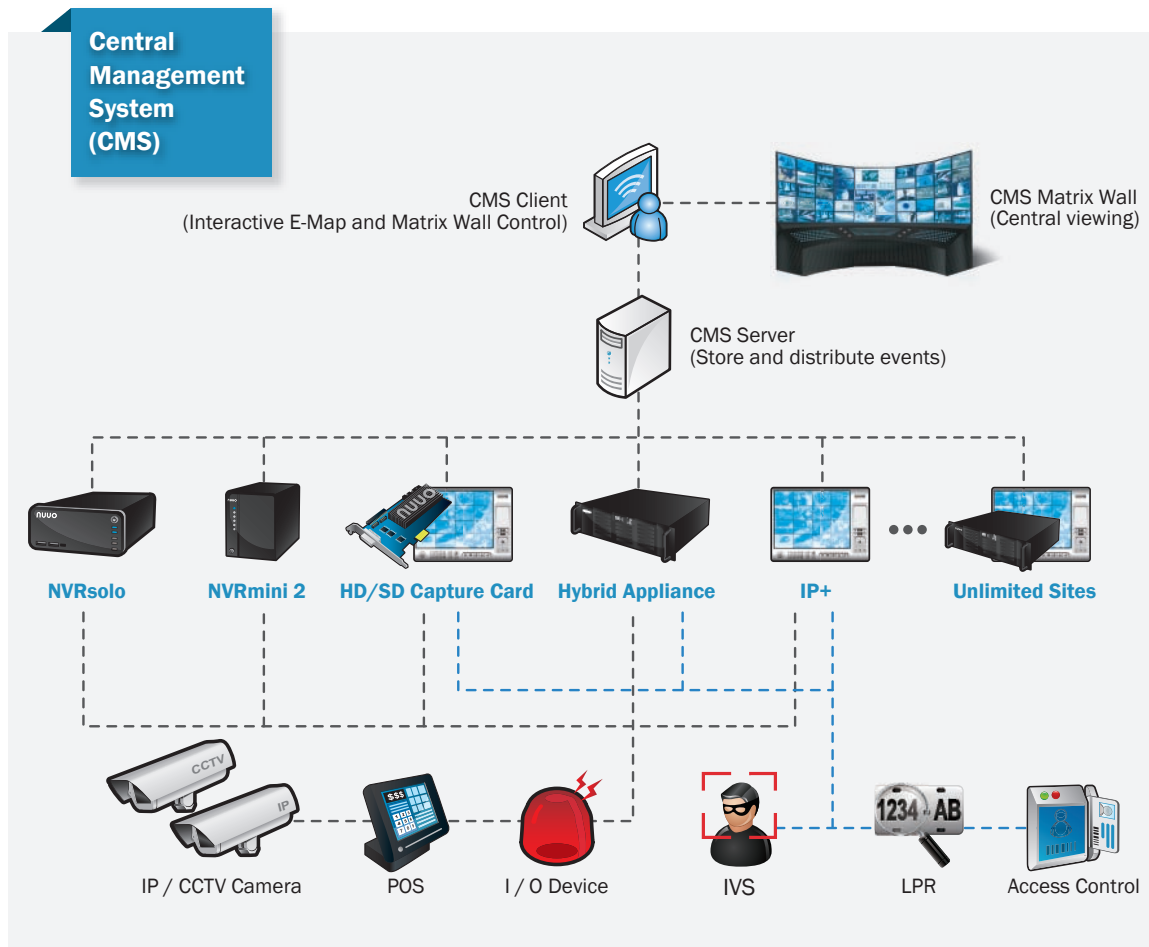 Central
Management
System
(CMS)
CMS Client
(Interactive E-Map and Matrix Wall Control)
CMS Matrix Wall
(Central viewing)
CMS Server
(Store and distribute events)
nuuo
nuuo
NVRsolo
NVRmini 2
HD/SD Capture Card
Hybrid Appliance
IP+
Unlimited Sites
CCTV
IP
$$$
1234 AB
IP / CCTV Camera
POS
I / O Device
IVS
LPR
Access Control